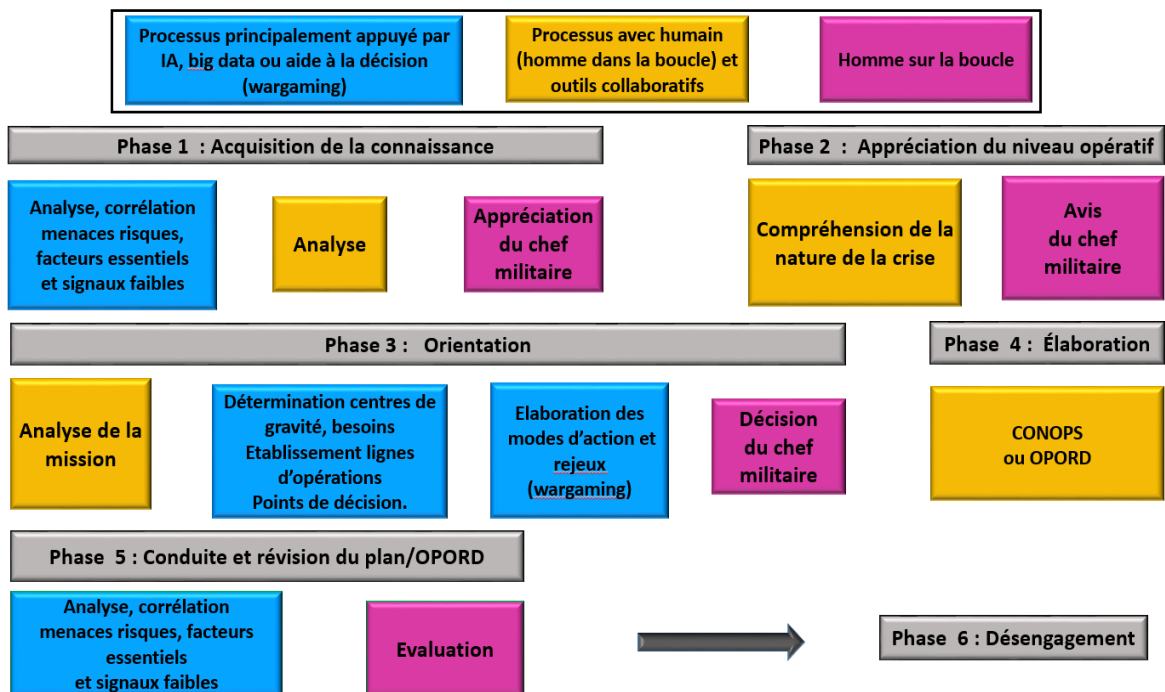 Processus principalement appuyé par
IA, big data ou aide à la décision
(wargaming)
Processus avec humain
(homme dans la boucle) et
outils collaboratifs
Homme sur la boucle
Phase 1 : Acquisition de la connaissance
Phase 2 : Appréciation du niveau opératif
Analyse, corrélation
menaces risques,
facteurs essentiels
et signaux faibles
Analyse
Appréciation
du chef
militaire
Compréhension de la
nature de la crise
Avis
du chef
militaire
Phase 3 : Orientation
Phase 4 : Élaboration
Analyse de la
mission
Détermination centres de
gravité, besoins
Etablissement lignes
d'opérations
Points de décision.
Elaboration des
modes d'action et
rejeux
(wargaming)
Décision
du chef
militaire
CONOPS
ou OPORD
Phase 5 : Conduite et révision du plan/OPORD
Analyse, corrélation
menaces risques, facteurs
essentiels
et signaux faibles
Evaluation
Phase 6 : Désengagement